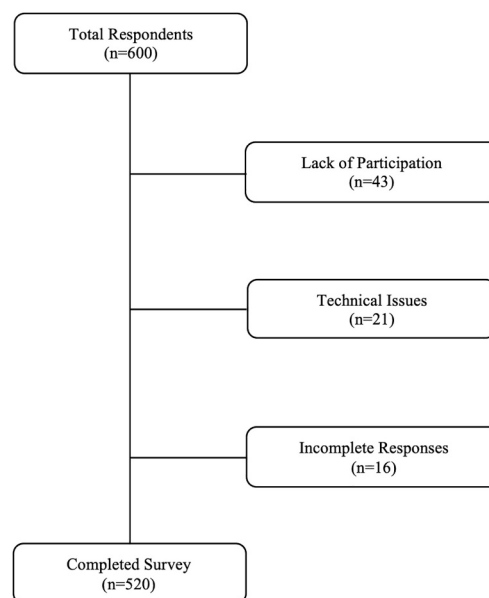 Total Respondents
(n=600)
Lack of Participation
(n=43)
Technical Issues
(n=21)
Incomplete Responses
(n=16)
Completed Survey
(n=520)